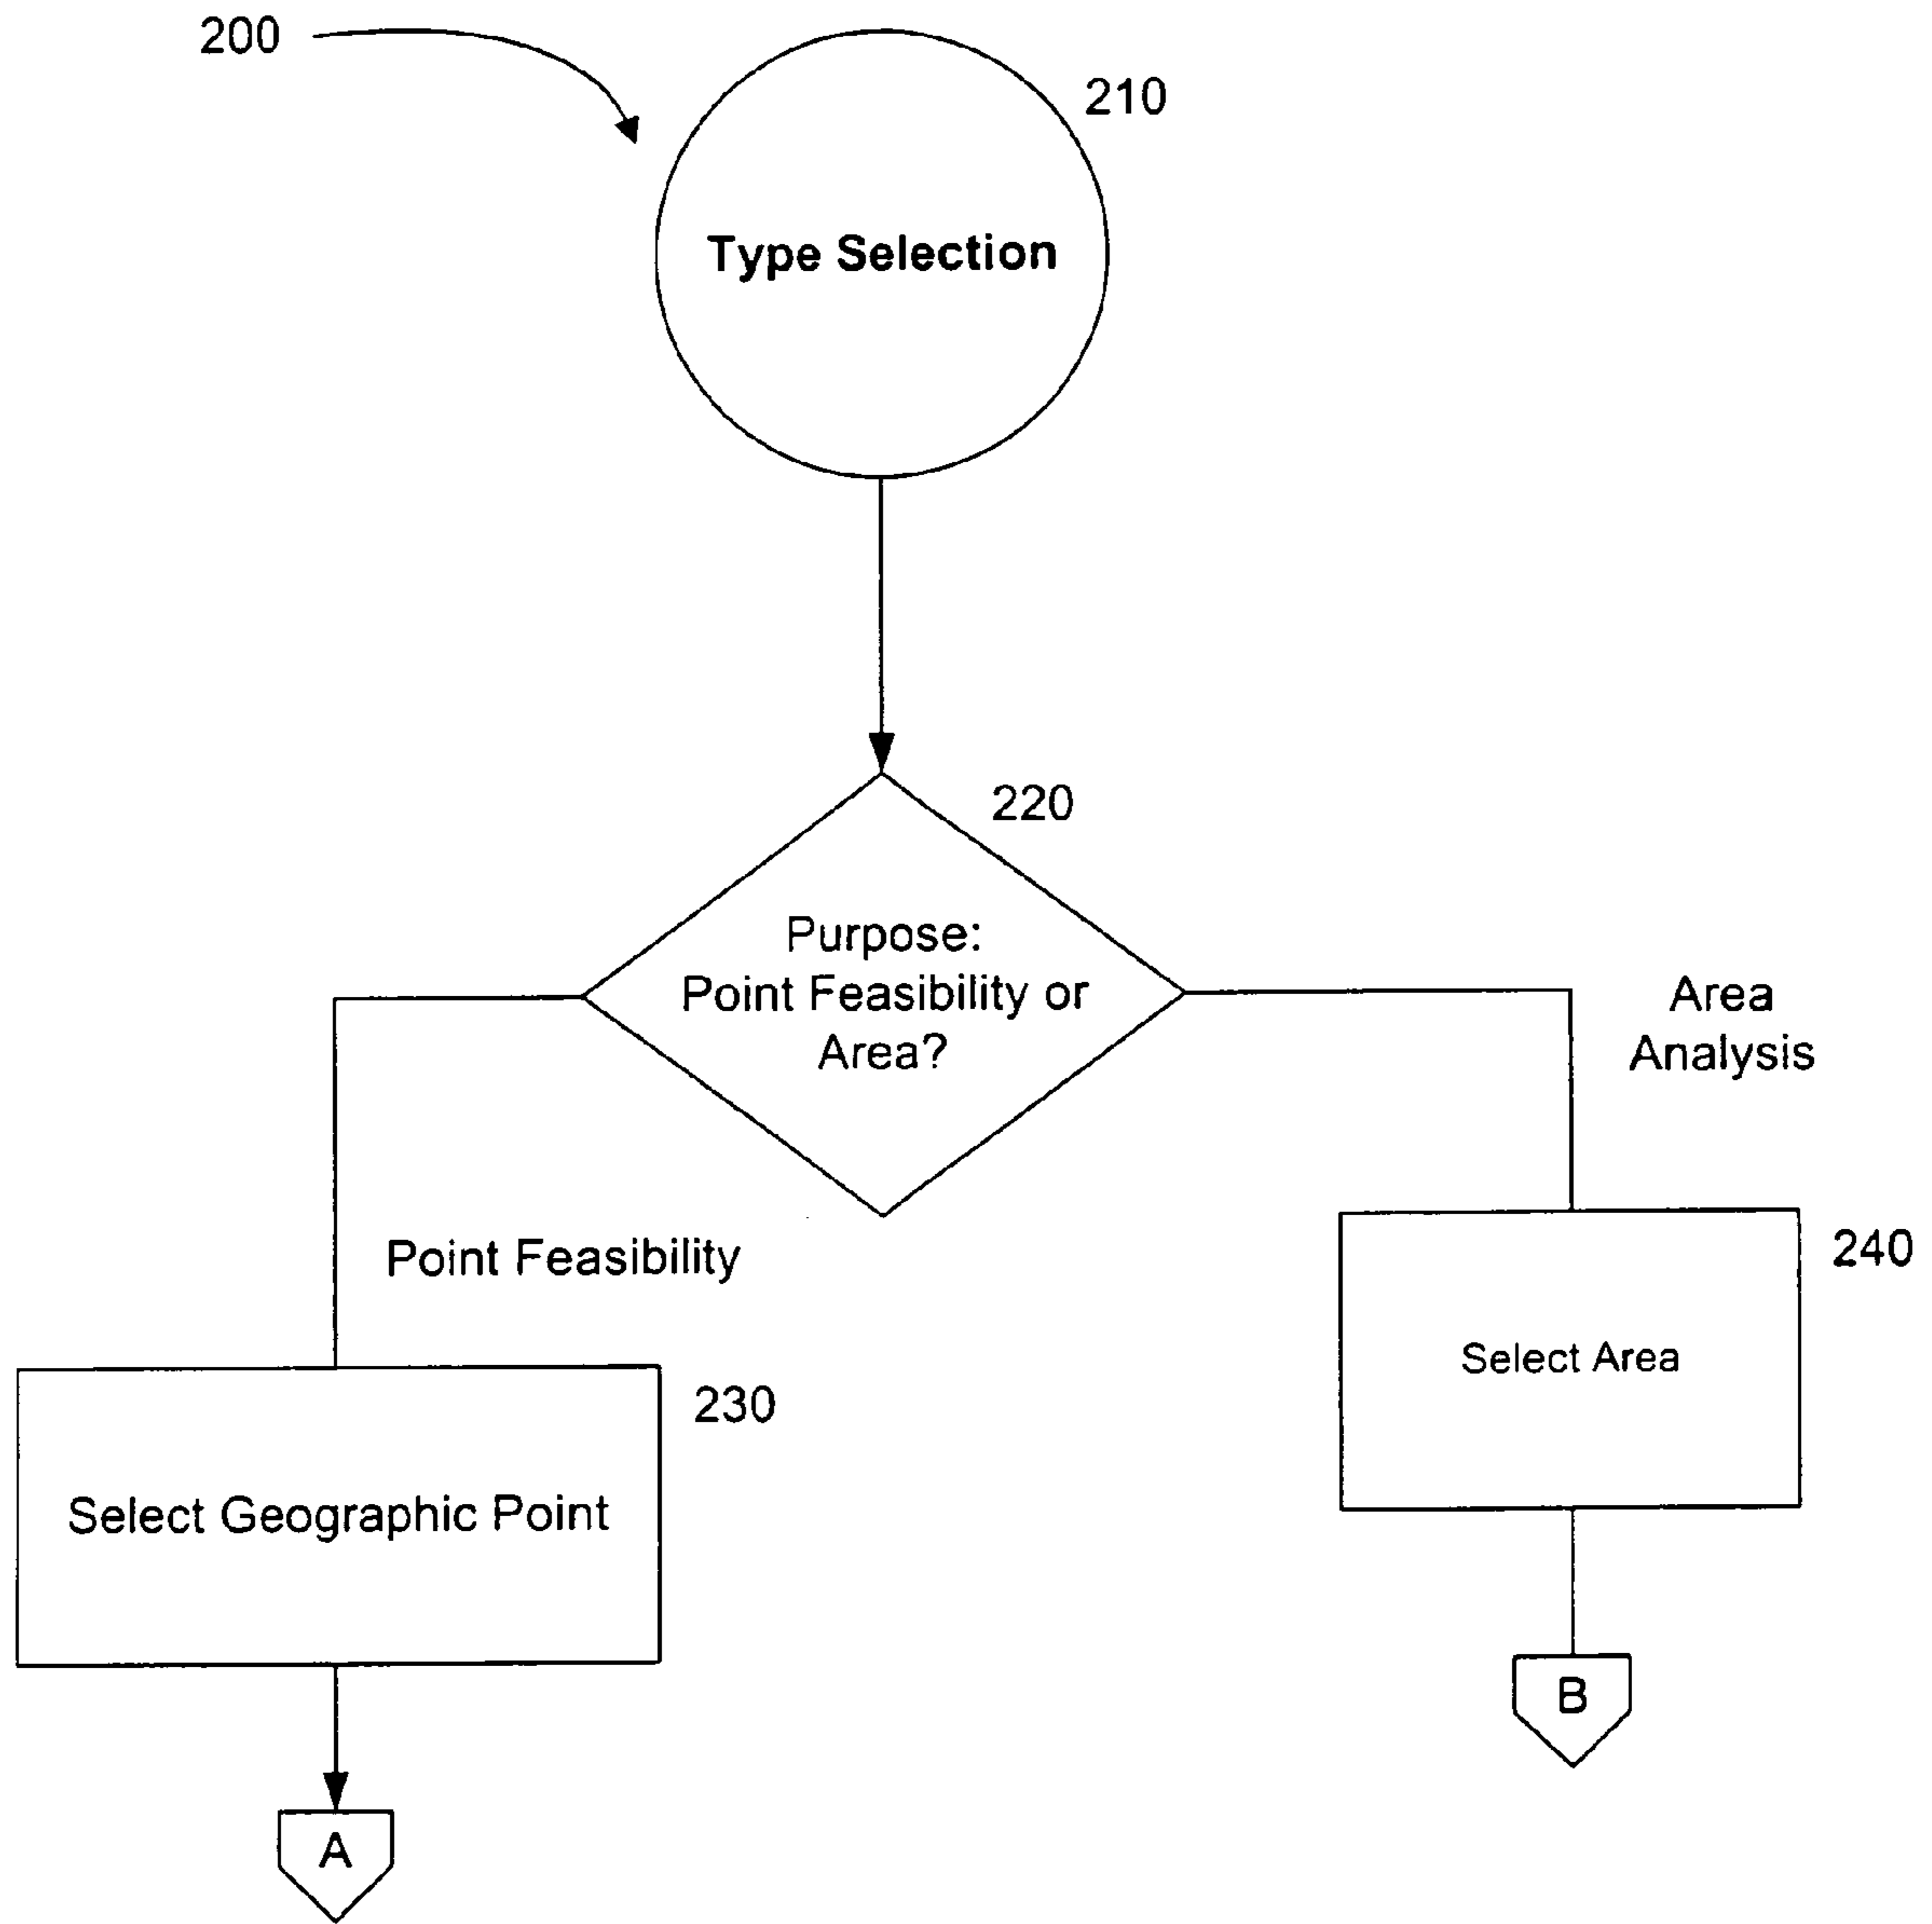 200
210
Type Selection
220
Purpose:
Point Feasibility or
Area?
Area
Analysis
Point Feasibility
240
Select Area
230
Select Geographic Point
B
A